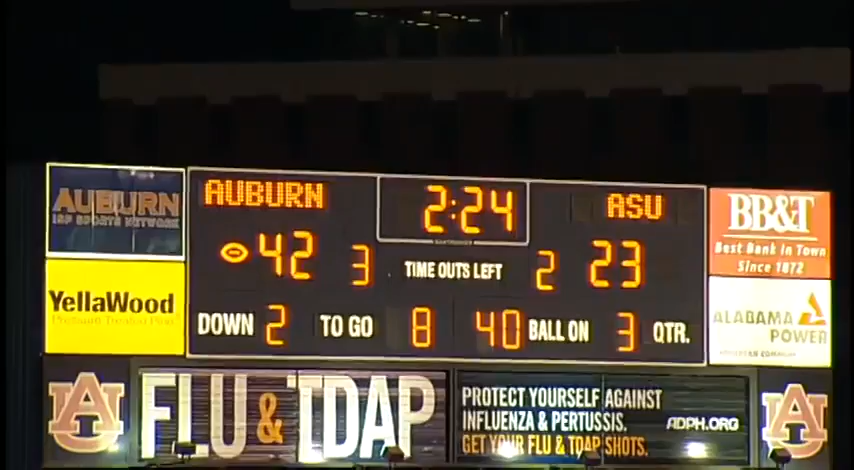 AUBURN
ISP SPORTS NETWORK
YellaWood
AUBURN 2:24 ASU
42 3 TIME OUTS LEFT 2 23
DOWN 2 TO GO 8 40 BALL ON 3 QTR.
BB&T
Best Bank in Town
Since 1872
ALABAMA
POWER
AU
FLU & TDAP
PROTECT YOURSELF AGAINST
INFLUENZA & PERTUSSIS. ADPH.ORG
GET YOUR FLU & TDAP SHOTS.
AU